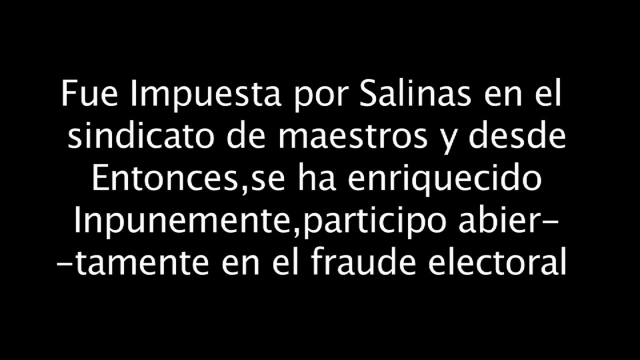 Fue Impuesta por Salinas en el
sindicato de maestros y desde
Entonces,se ha enriquecido
Inpunemente,participo abier-
-tamente en el fraude electoral